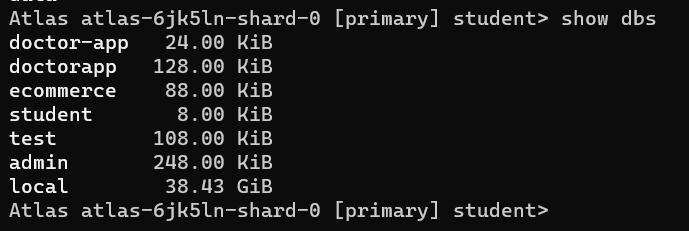 Atlas atlas-6jk5ln-shard-0 [primary] student> show dbs
doctor-app   24.00 KiB
doctorapp   128.00 KiB
ecommerce    88.00 KiB
student       8.00 KiB
test        108.00 KiB
admin       248.00 KiB
local        38.43 GiB
Atlas atlas-6jk5ln-shard-0 [primary] student>